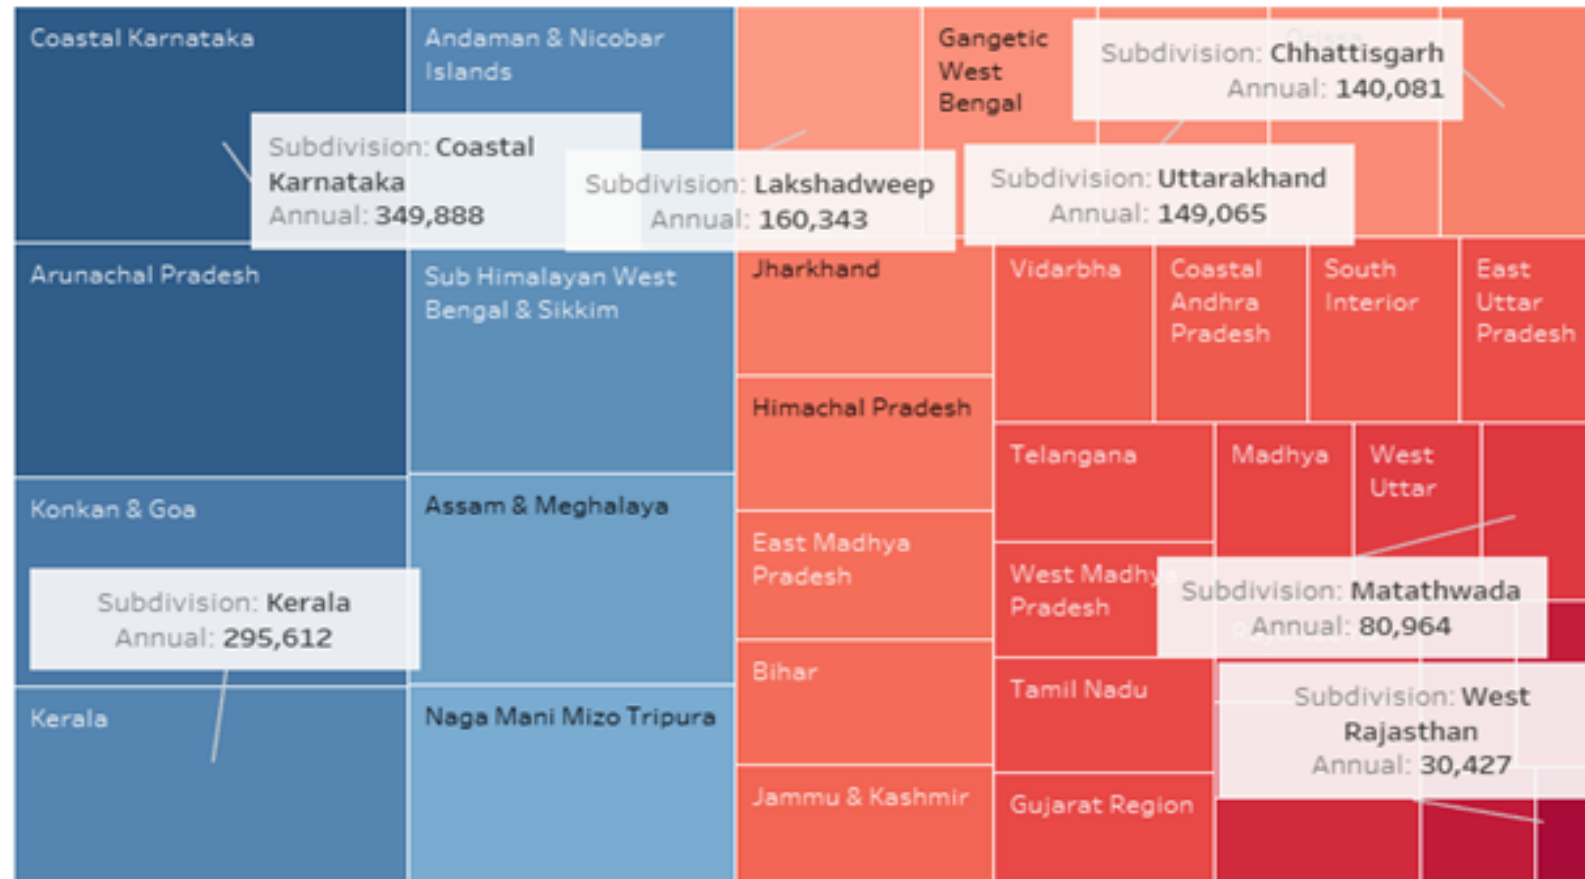 Coastal Karnataka
Andaman & Nicobar
Islands
Gangetic
West
Bengal
Orissa
Subdivision: Chhattisgarh
Annual: 140,081
Subdivision: Coastal
Karnataka
Annual: 349,888
Subdivision: Lakshadweep
Annual: 160,343
Subdivision: Uttarakhand
Annual: 149,065
Arunachal Pradesh
Sub Himalayan West
Bengal & Sikkim
Jharkhand
Vidarbha
Coastal
Andhra
Pradesh
South
Interior
East
Uttar
Pradesh
Himachal Pradesh
Telangana
Madhya
West
Uttar
Konkan & Goa
Assam & Meghalaya
East Madhya
Pradesh
West Madhya
Pradesh
Subdivision: Matathwada
Annual: 80,964
Subdivision: Kerala
Annual: 295,612
Bihar
Tamil Nadu
Subdivision: West
Rajasthan
Annual: 30,427
Kerala
Naga Mani Mizo Tripura
Jammu & Kashmir
Gujarat Region